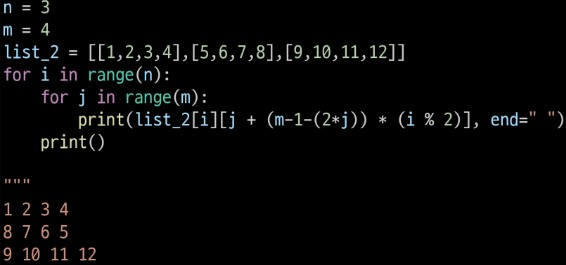 n = 3
m = 4
list_2 = [[1,2,3,4],[5,6,7,8],[9,10,11,12]]
for i in range(n):
    for j in range(m):
        print(list_2[i][j + (m-1-(2*j)) * (i % 2)], end=" ")
    print()

"""
1 2 3 4
8 7 6 5
9 10 11 12